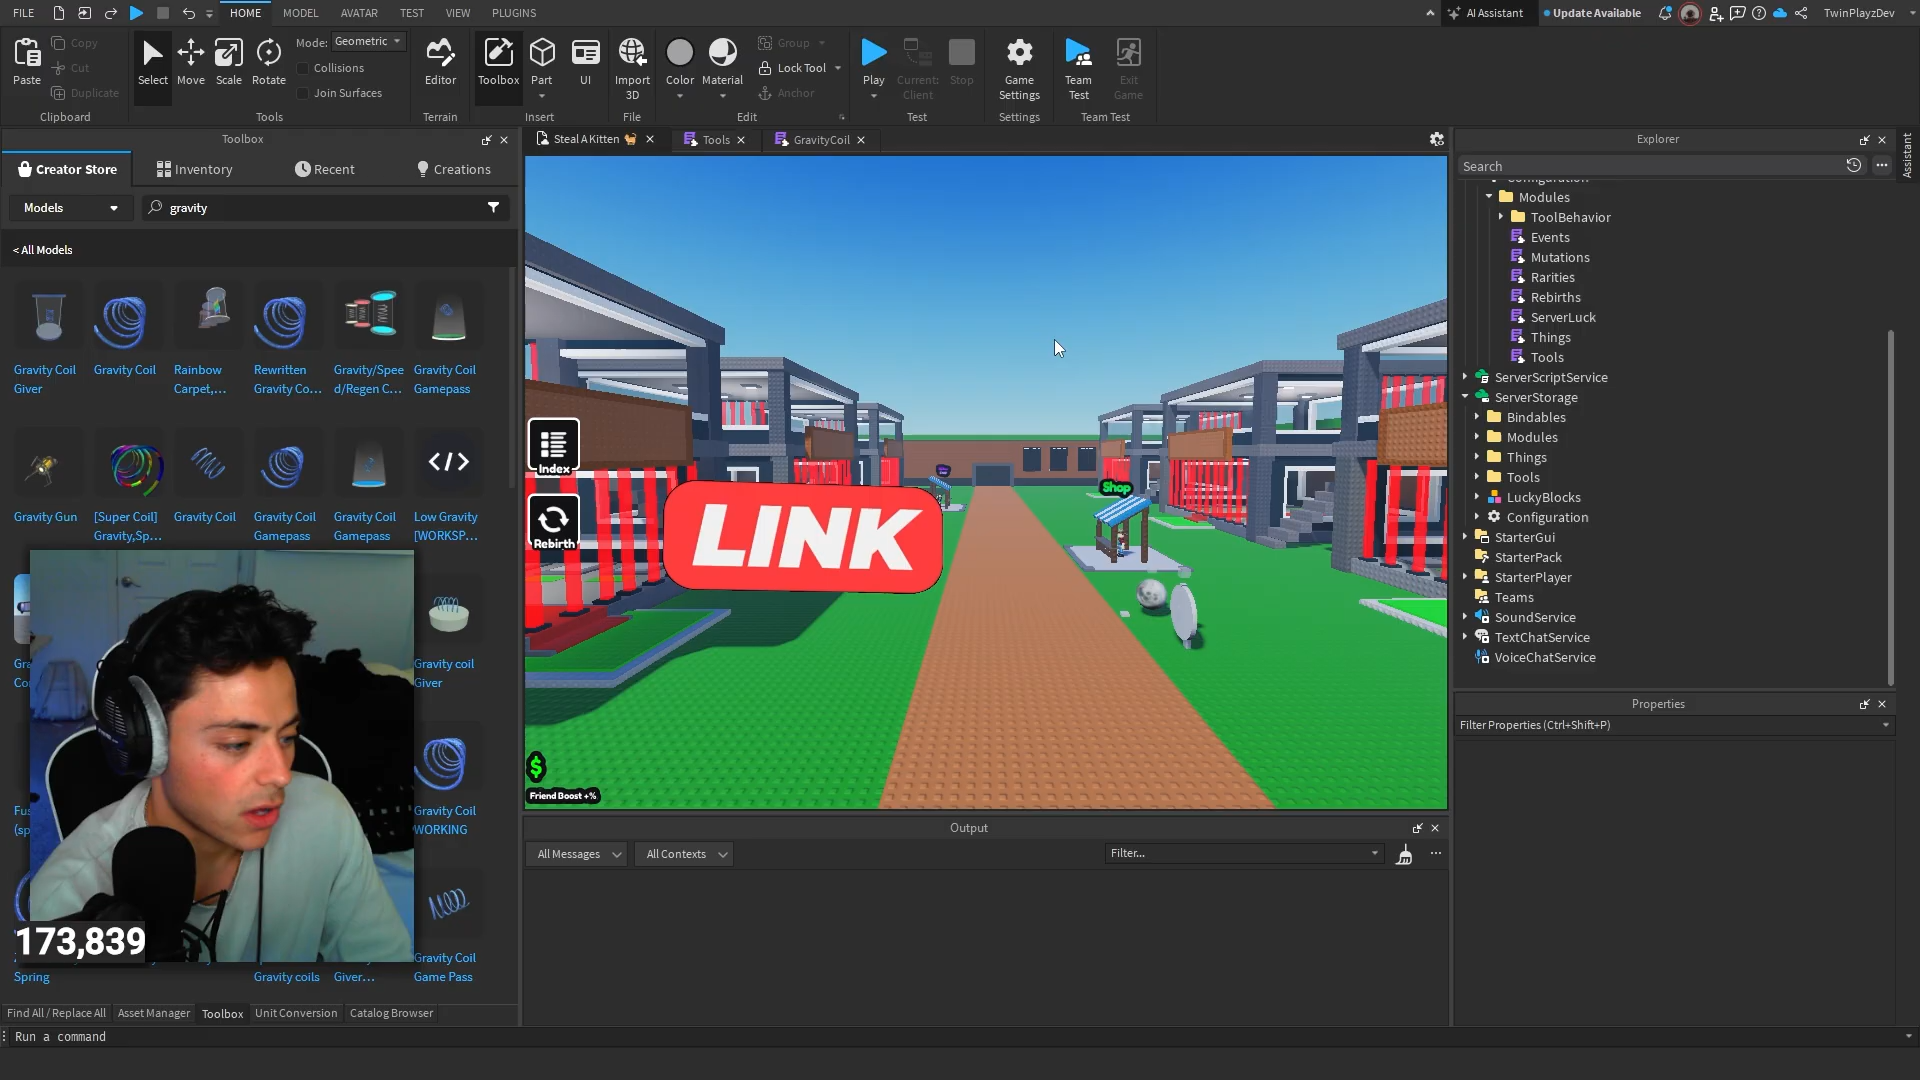 FILE HOME MODEL AVATAR TEST VIEW PLUGINS AI Assistant Update Available TwinPlayzDev
Paste Copy Cut Duplicate Clipboard
Select Move Scale Rotate Mode: Geometric Collisions Join Surfaces Tools
Editor Terrain
Toolbox Part UI Insert
Import 3D File
Color Material Group Lock Tool Anchor Edit
Play Current: Client Stop Test
Game Settings Settings
Team Test Exit Game Team Test
Toolbox
Creator Store Inventory Recent Creations
Models gravity
< All Models
Gravity Coil Giver
Gravity Coil
Rainbow Carpet,...
Rewritten Gravity Co...
Gravity/Spee d/Regen C...
Gravity Coil Gamepass
Gravity Gun
[Super Coil] Gravity,Sp...
Gravity Coil
Gravity Coil Gamepass
Gravity Coil Gamepass
Low Gravity [WORKSP...
Gravity coil Giver
Gravity Coil WORKING
Spring
Gravity coils
Giver...
Gravity Coil Game Pass
173,839
Find All / Replace All Asset Manager Toolbox Unit Conversion Catalog Browser
Run a command
Steal A Kitten Tools GravityCoil
Index
Rebirth
LINK
Shop
$
Friend Boost +%
Output
All Messages All Contexts Filter...
Explorer
Assistant
Search
Configuration
Modules
ToolBehavior
Events
Mutations
Rarities
Rebirths
ServerLuck
Things
Tools
ServerScriptService
ServerStorage
Bindables
Modules
Things
Tools
LuckyBlocks
Configuration
StarterGui
StarterPack
StarterPlayer
Teams
SoundService
TextChatService
VoiceChatService
Properties
Filter Properties (Ctrl+Shift+P)